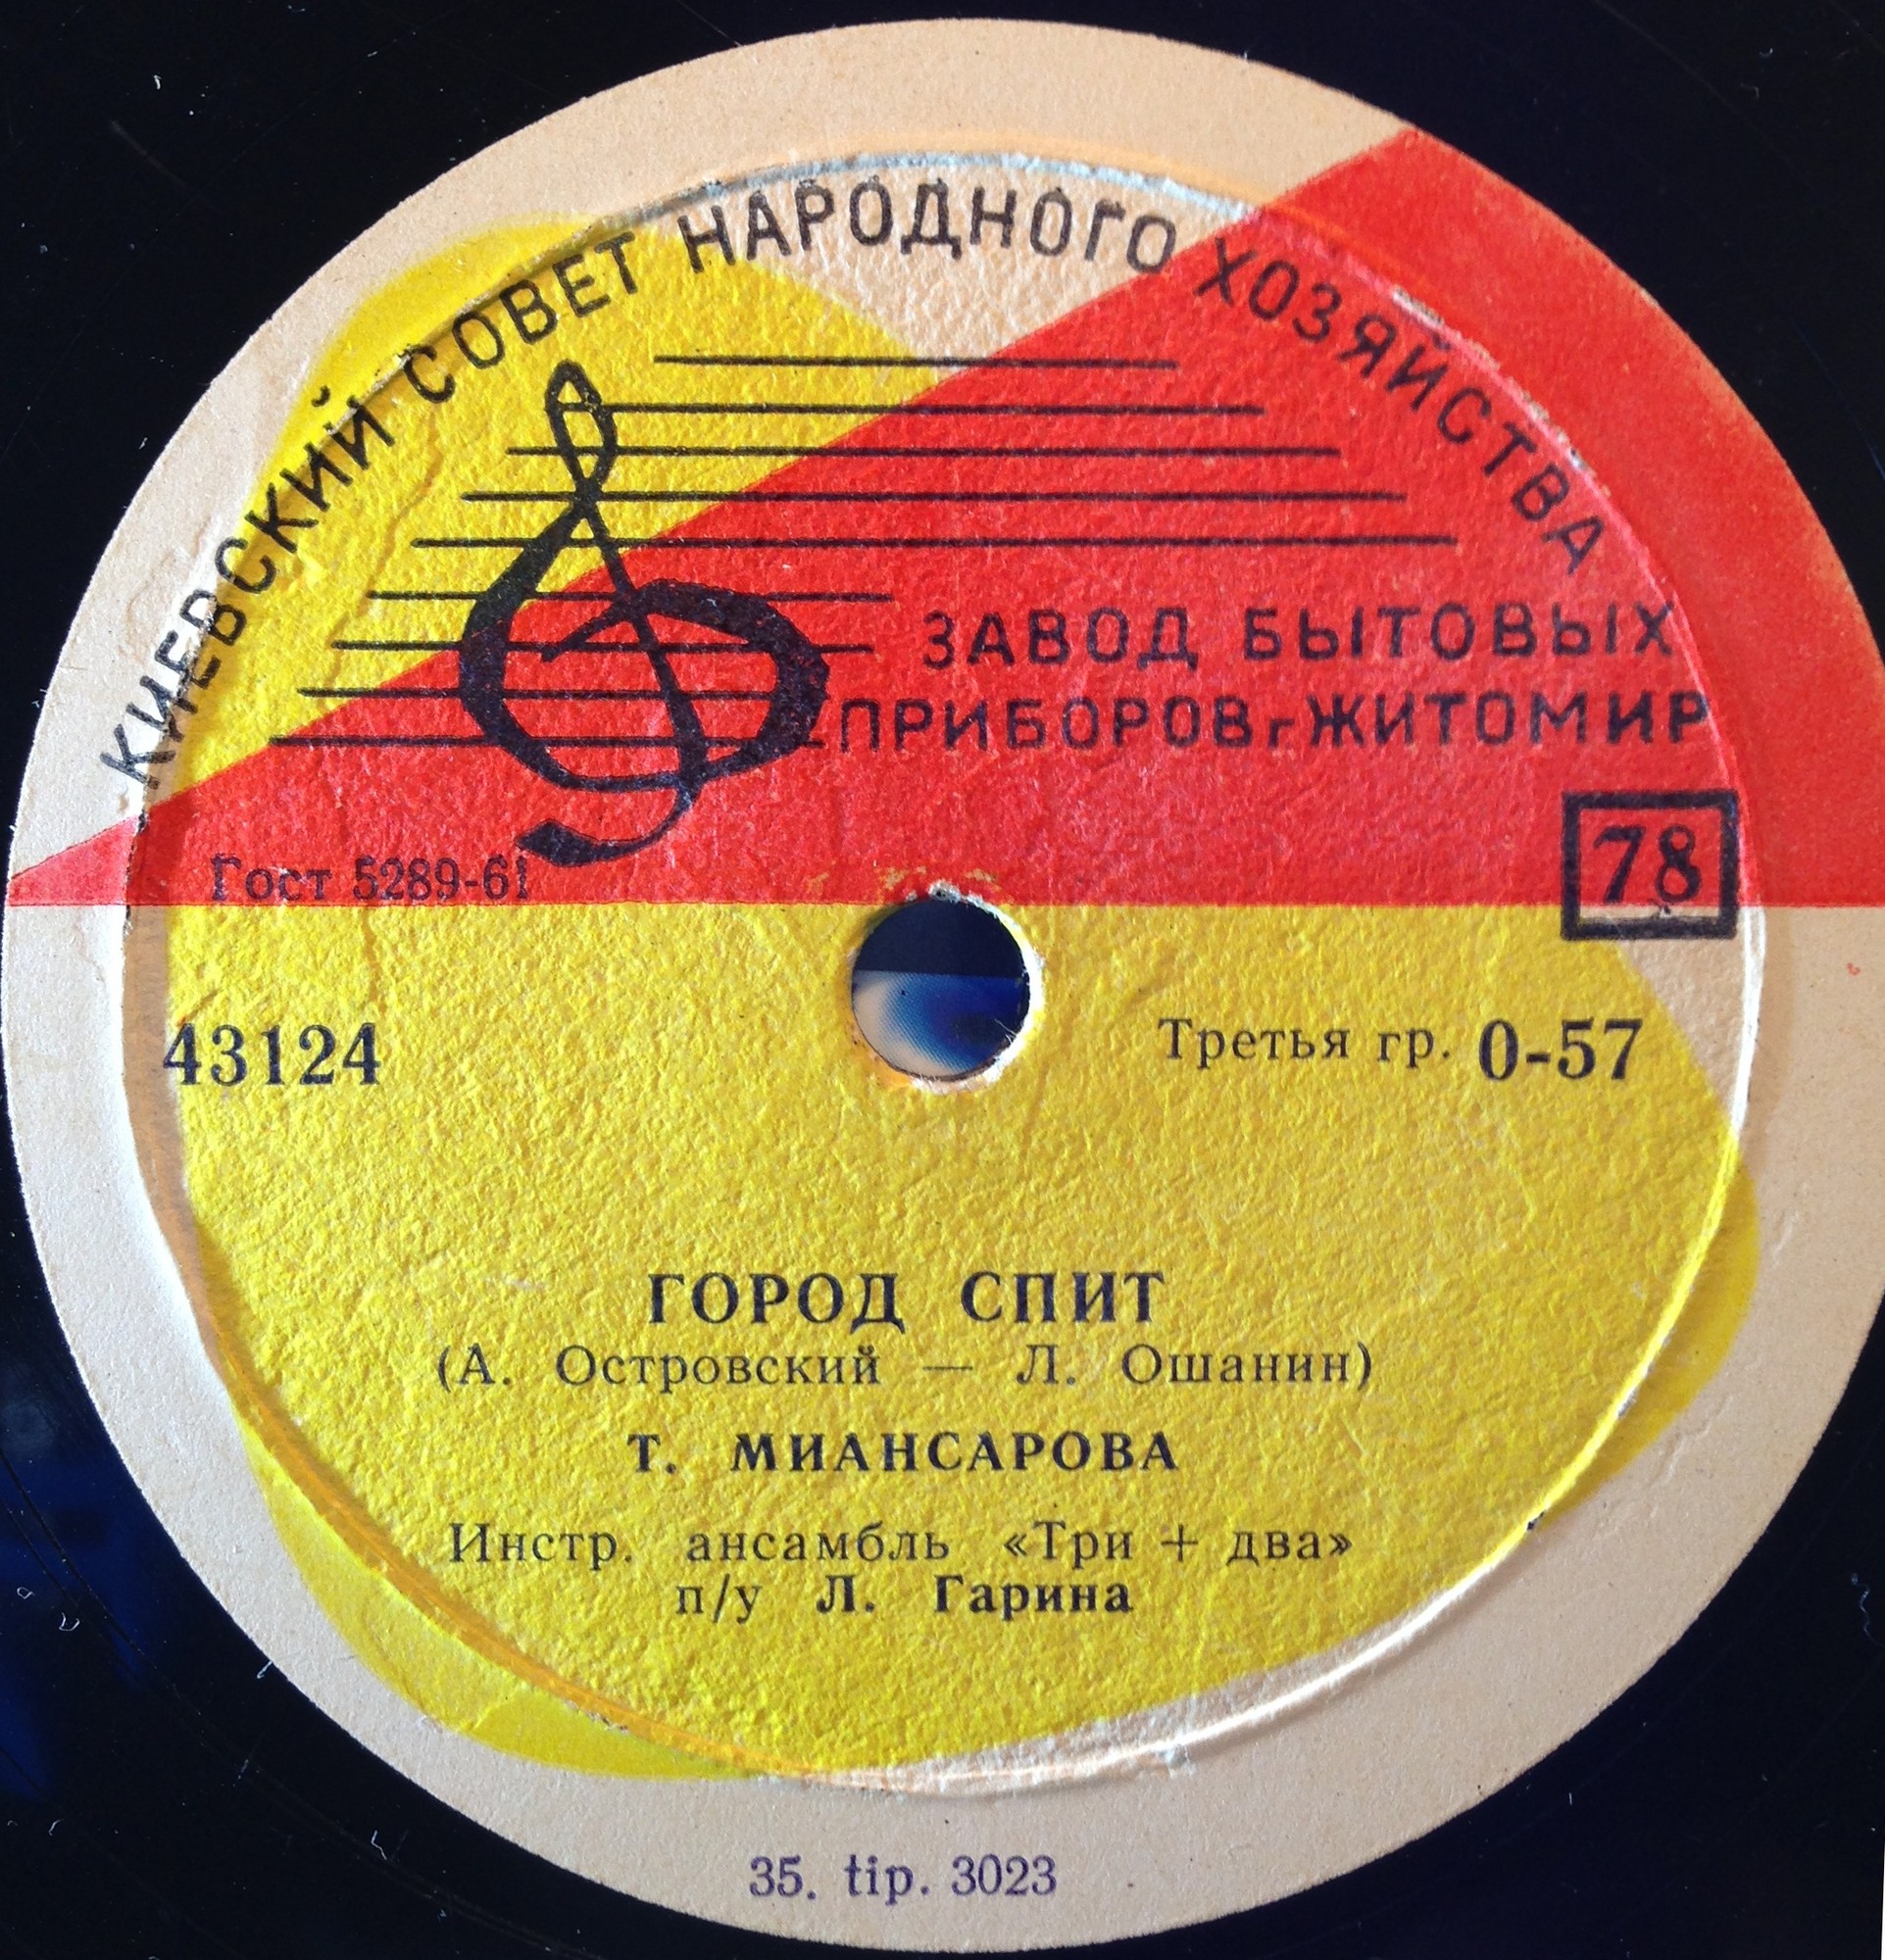 КИЕВСКИЙ СОВЕТ НАРОДНОГО ХОЗЯЙСТВА
ЗАВОД БЫТОВЫХ
ПРИБОРОВ г ЖИТОМИР
78
Гост 5289-61
43124
Третья гр. 0-57
ГОРОД СПИТ
(А. Островский — Л. Ошанин)
Т. МИАНСАРОВА
Инстр. ансамбль «Три + два»
п/у Л. Гарина
35. tip. 3023